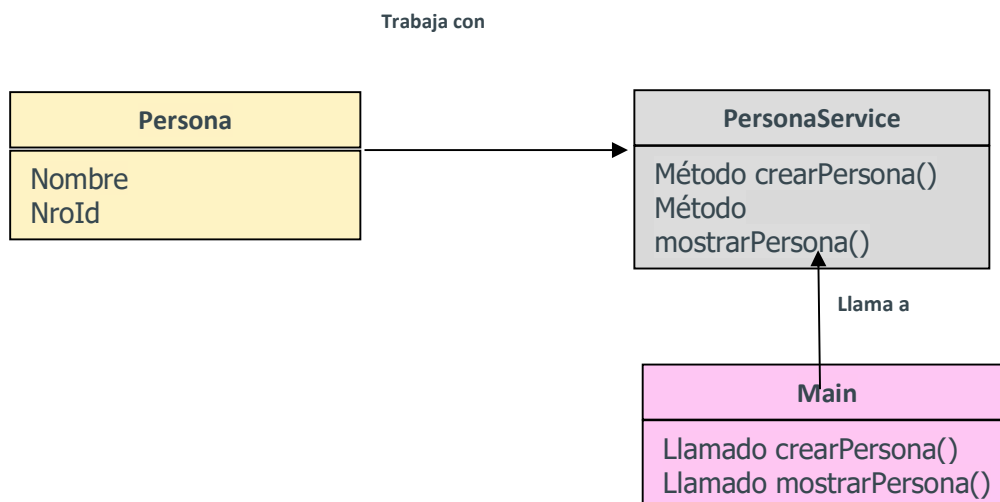 Trabaja con
Persona
Nombre
NroId
PersonaService
Método crearPersona()
Método
mostrarPersona()
Llama a
Main
Llamado crearPersona()
Llamado mostrarPersona()